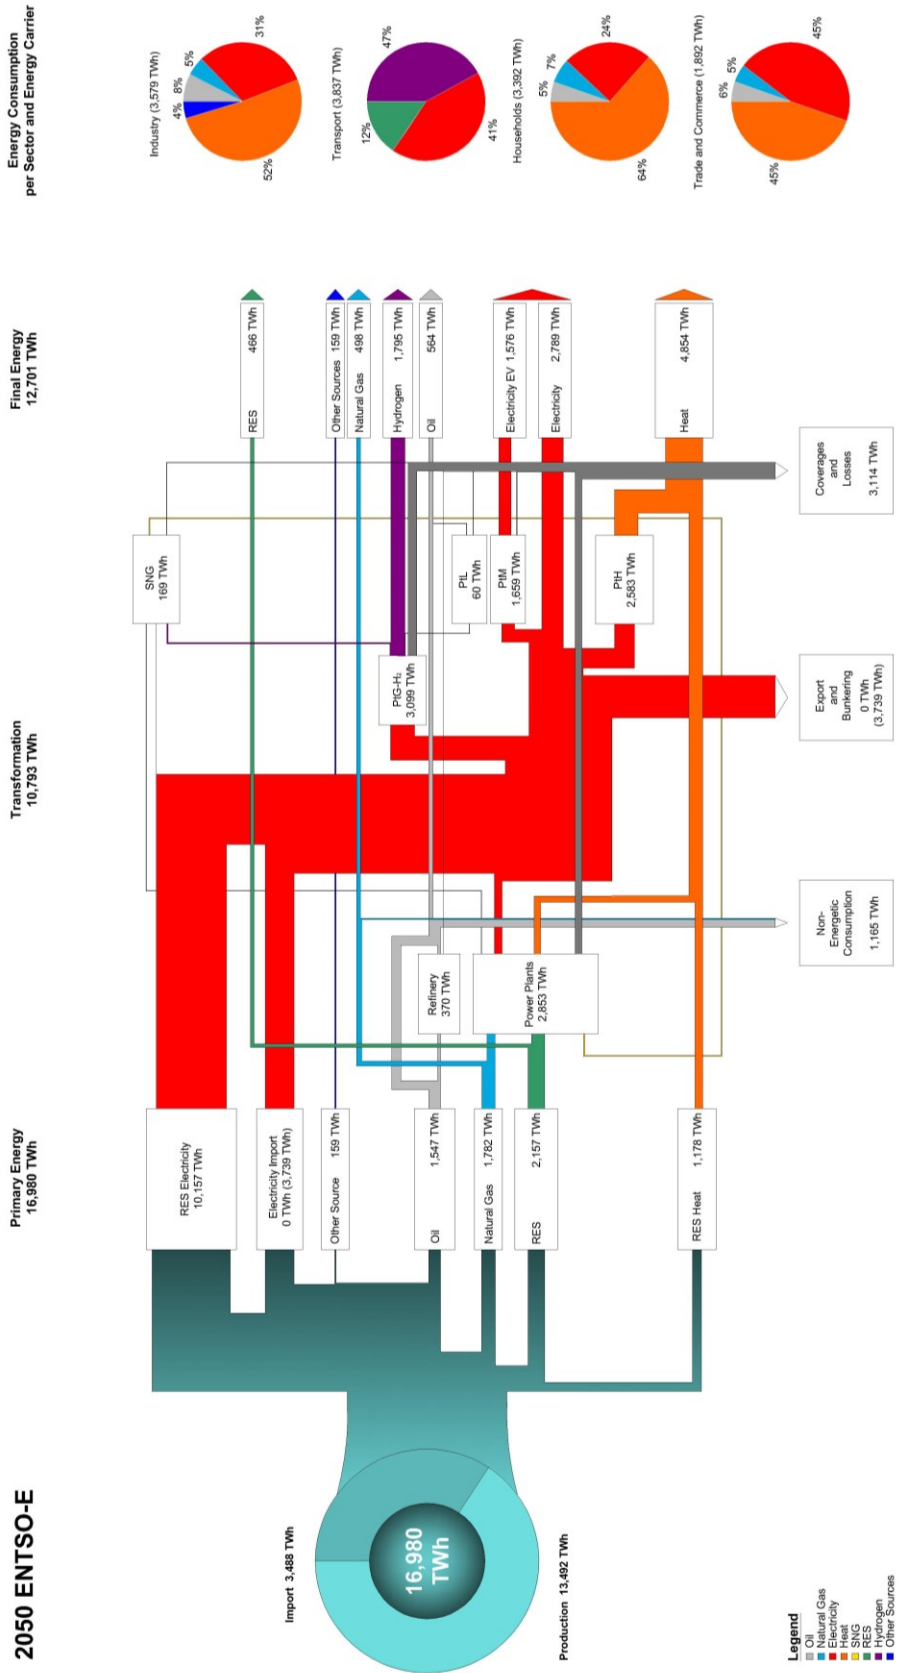 2050 ENTSO-E
Import 3,488 TWh
16,980
TWh
Production 13,492 TWh
Legend
Oil
Natural Gas
Electricity
Heat
SNG
RES
Hydrogen
Other Sources
Primary Energy
16,980 TWh
RES Electricity
10,157 TWh
Electricity Import
0 TWh (3,739 TWh)
Other Source 159 TWh
Oil 1,547 TWh
Natural Gas 1,782 TWh
RES 2,157 TWh
RES Heat 1,178 TWh
Transformation
10,793 TWh
Refinery
370 TWh
Power Plants
2,853 TWh
PtG-H₂
3,099 TWh
SNG
169 TWh
PtL
60 TWh
PtM
1,659 TWh
PtH
2,583 TWh
Non-
Energetic
Consumption
1,165 TWh
Export
and
Bunkering
0 TWh
(3,739 TWh)
Coverages
and
Losses
3,114 TWh
Final Energy
12,701 TWh
RES 466 TWh
Other Sources 159 TWh
Natural Gas 498 TWh
Hydrogen 1,795 TWh
Oil 564 TWh
Electricity EV 1,576 TWh
Electricity 2,789 TWh
Heat 4,854 TWh
Energy Consumption
per Sector and Energy Carrier
Industry (3,579 TWh)
4%
8%
5%
31%
52%
Transport (3,837 TWh)
12%
47%
41%
Households (3,392 TWh)
5%
7%
24%
64%
Trade and Commerce (1,892 TWh)
6%
5%
45%
45%